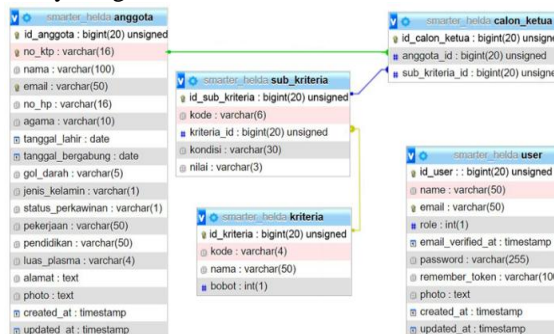 smarter_helda anggota
id_anggota : bigint(20) unsigned
no_ktp : varchar(16)
nama : varchar(100)
email : varchar(50)
no_hp : varchar(16)
agama : varchar(10)
tanggal_lahir : date
tanggal_bergabung : date
gol_darah : varchar(5)
jenis_kelamin : varchar(1)
status_perkawinan : varchar(1)
pekerjaan : varchar(50)
pendidikan : varchar(50)
luas_plasma : varchar(4)
alamat : text
photo : text
created_at : timestamp
updated_at : timestamp
smarter_helda sub_kriteria
id_sub_kriteria : bigint(20) unsigned
kode : varchar(6)
kriteria_id : bigint(20) unsigned
kondisi : varchar(30)
nilai : varchar(3)
smarter_helda kriteria
id_kriteria : bigint(20) unsigned
kode : varchar(4)
nama : varchar(50)
bobot : int(1)
smarter_helda calon_ketua
id_calon_ketua : bigint(20) unsigne
anggota_id : bigint(20) unsigned
sub_kriteria_id : bigint(20) unsigne
smarter_helda user
id_user : : bigint(20) unsigned
name : varchar(50)
email : varchar(50)
role : int(1)
email_verified_at : timestamp
password : varchar(255)
remember_token : varchar(100
photo : text
created_at : timestamp
updated_at : timestamp